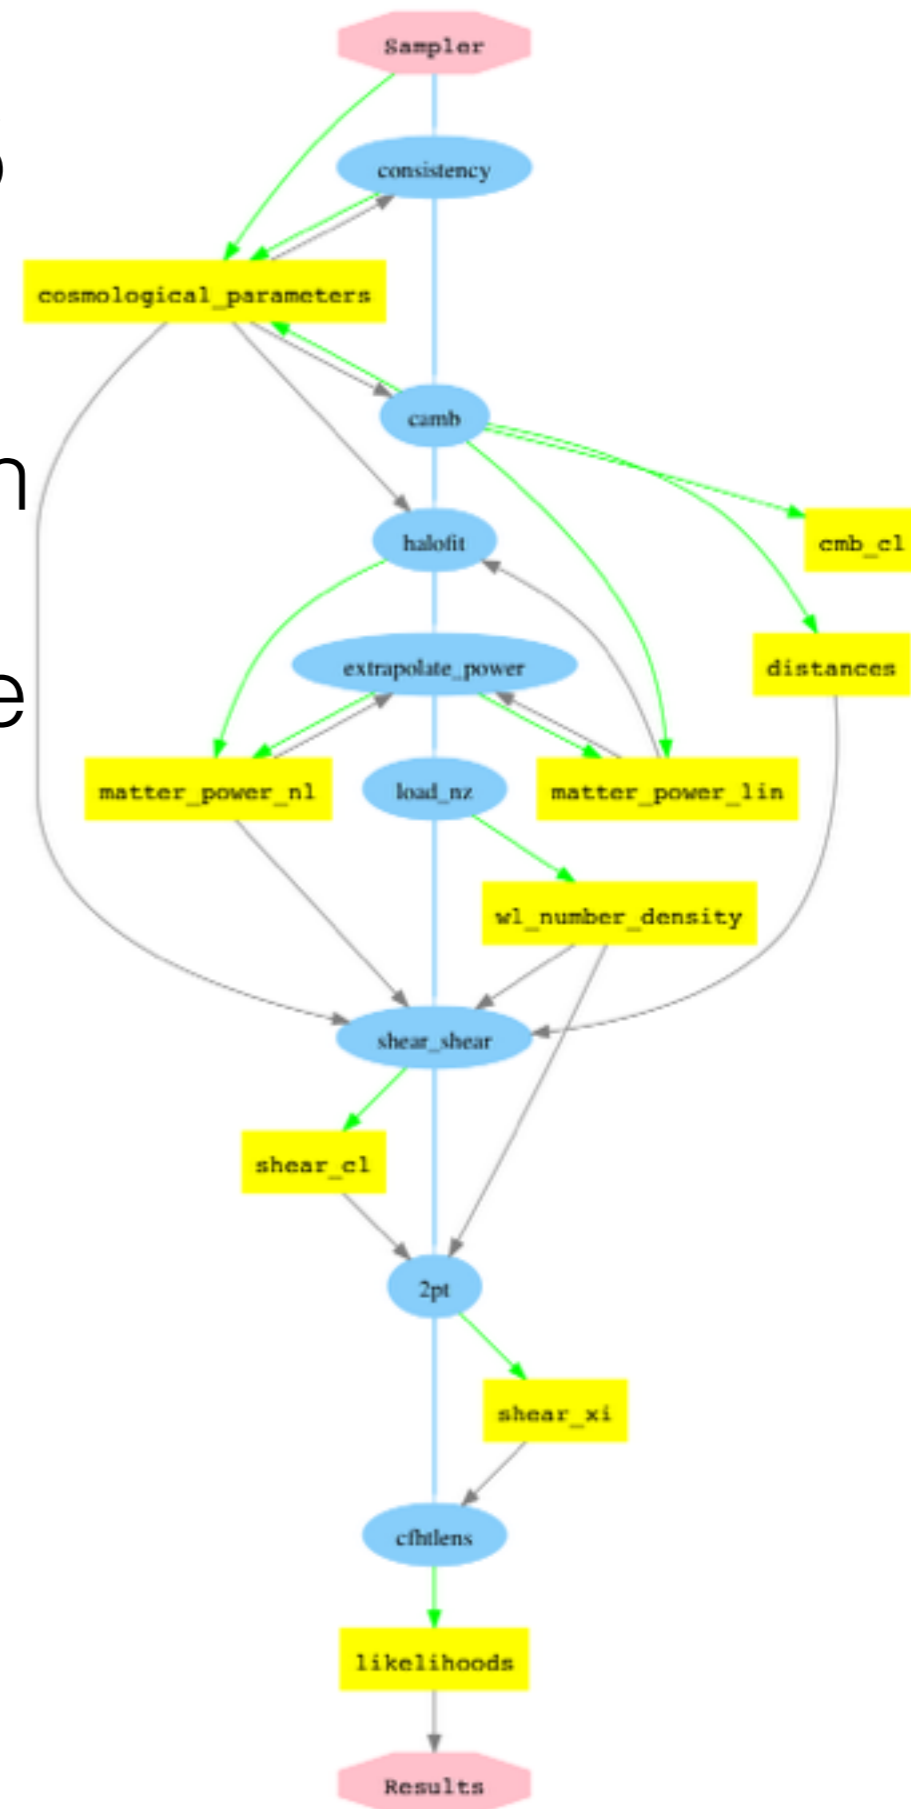 Sampler
consistency
cosmological_parameters
camb
n
halofit
cmb_cl
extrapolate_power
distances
e
matter_power_nl
load_nz
matter_power_lin
wl_number_density
shear_shear
shear_cl
2pt
shear_xi
cfhtlens
likelihoods
Results